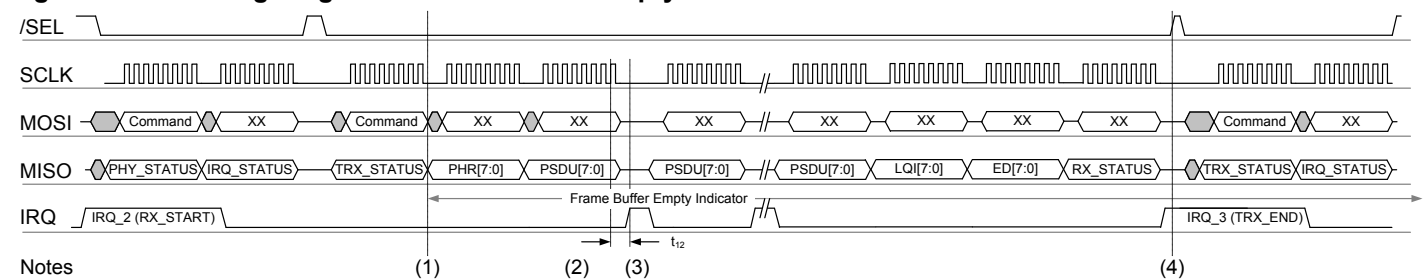 /SEL
SCLK
MOSI Command XX Command XX XX XX XX XX XX XX Command XX
MISO PHY_STATUS IRQ_STATUS TRX_STATUS PHR[7:0] PSDU[7:0] PSDU[7:0] PSDU[7:0] LQI[7:0] ED[7:0] RX_STATUS TRX_STATUS IRQ_STATUS
Frame Buffer Empty Indicator
IRQ IRQ_2 (RX_START) IRQ_3 (TRX_END)
t12
Notes (1) (2) (3) (4)